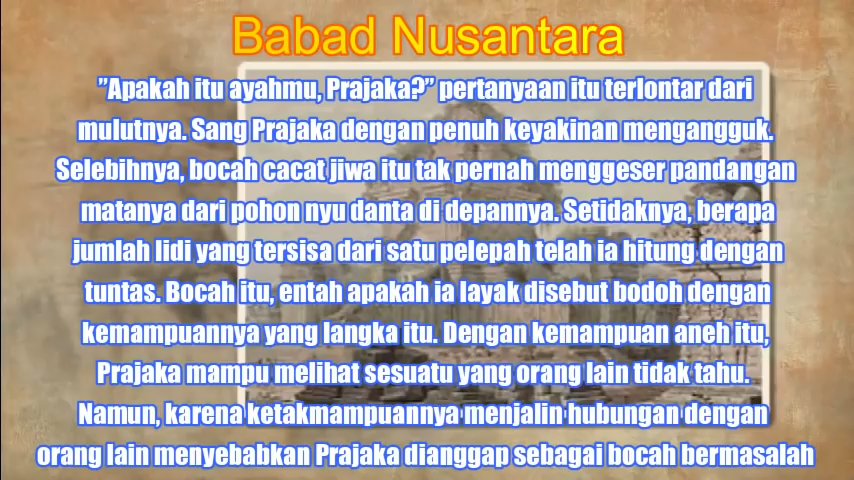 Babad Nusantara
”Apakah itu ayahmu, Prajaka?” pertanyaan itu terlontar dari
mulutnya. Sang Prajaka dengan penuh keyakinan mengangguk.
Selebihnya, bocah cacat jiwa itu tak pernah menggeser pandangan
matanya dari pohon nyu danta di depannya. Setidaknya, berapa
jumlah lidi yang tersisa dari satu pelepah telah ia hitung dengan
tuntas. Bocah itu, entah apakah ia layak disebut bodoh dengan
kemampuannya yang langka itu. Dengan kemampuan aneh itu,
Prajaka mampu melihat sesuatu yang orang lain tidak tahu.
Namun, karena ketakmampuannya menjalin hubungan dengan
orang lain menyebabkan Prajaka dianggap sebagai bocah bermasalah